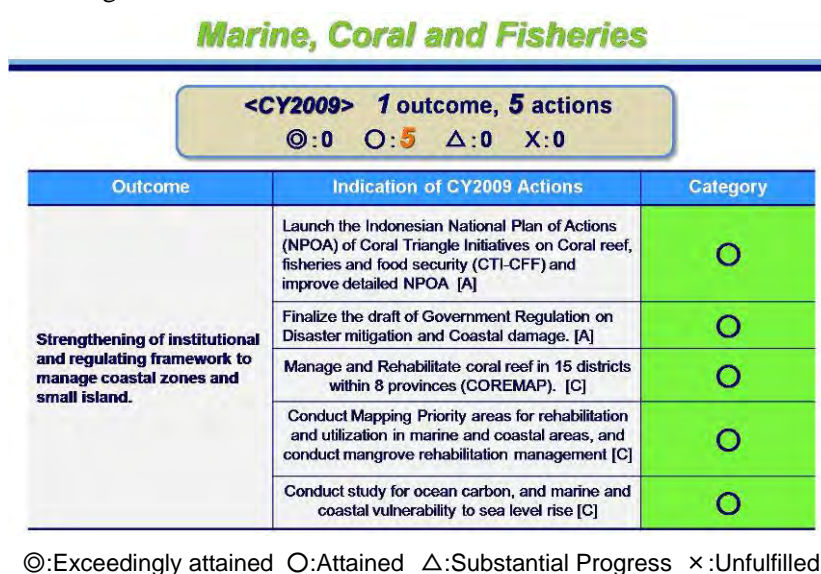 Marine, Coral and Fisheries
<CY2009> 1 outcome, 5 actions
◎:0 ○:5 △:0 X:0
Outcome
Indication of CY2009 Actions
Category
Strengthening of institutional
and regulating framework to
manage coastal zones and
small island.
Launch the Indonesian National Plan of Actions
(NPOA) of Coral Triangle Initiatives on Coral reef,
fisheries and food security (CTI-CFF) and
improve detailed NPOA [A]
○
Finalize the draft of Government Regulation on
Disaster mitigation and Coastal damage. [A]
○
Manage and Rehabilitate coral reef in 15 districts
within 8 provinces (COREMAP). [C]
○
Conduct Mapping Priority areas for rehabilitation
and utilization in marine and coastal areas, and
conduct mangrove rehabilitation management [C]
○
Conduct study for ocean carbon, and marine and
coastal vulnerability to sea level rise [C]
○
◎:Exceedingly attained ○:Attained △:Substantial Progress ×:Unfulfilled